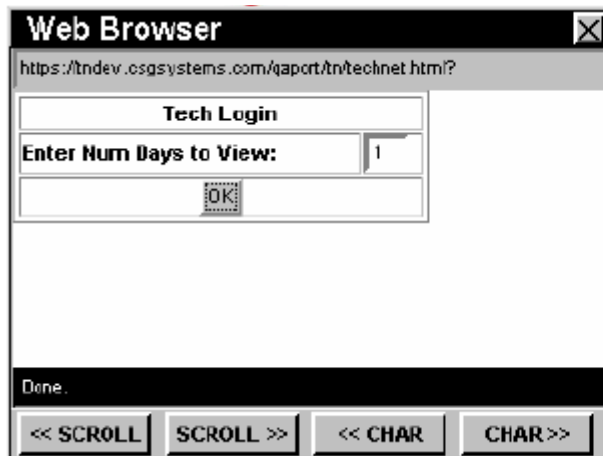 Web Browser
https://tndev.csgsystems.com/qaport/tn/technet.html?
Tech Login
Enter Num Days to View: 1
OK
Done.
<< SCROLL SCROLL >> << CHAR CHAR >>